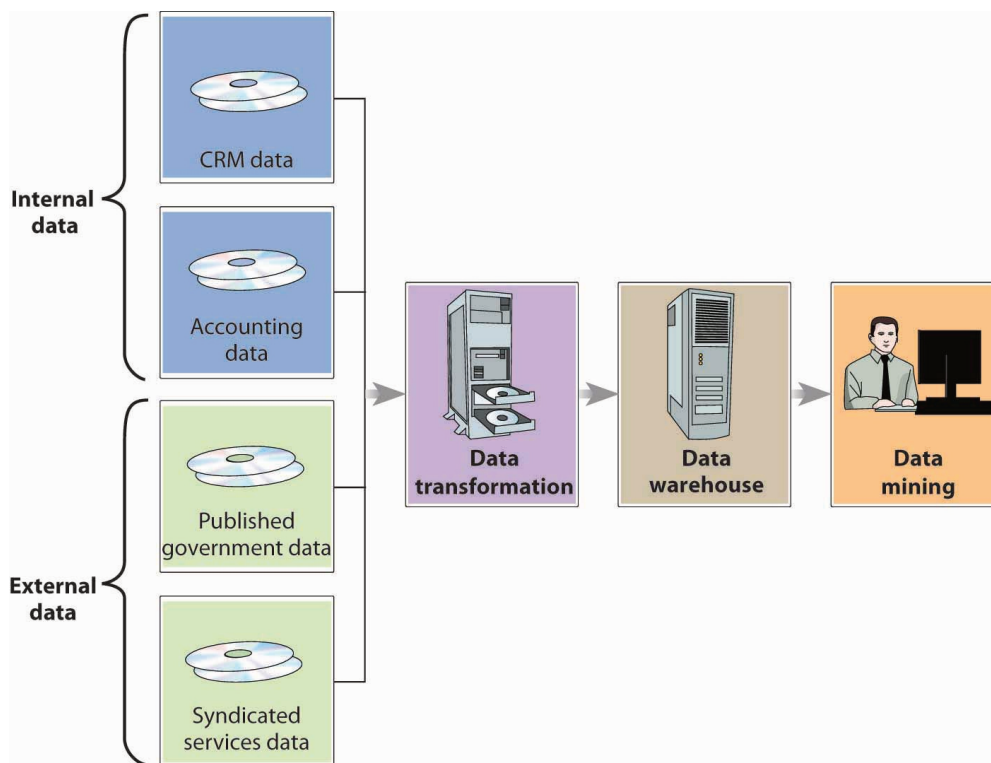 Internal
data
CRM data
Accounting
data
External
data
Published
government data
Syndicated
services data
Data
transformation
Data
warehouse
Data
mining